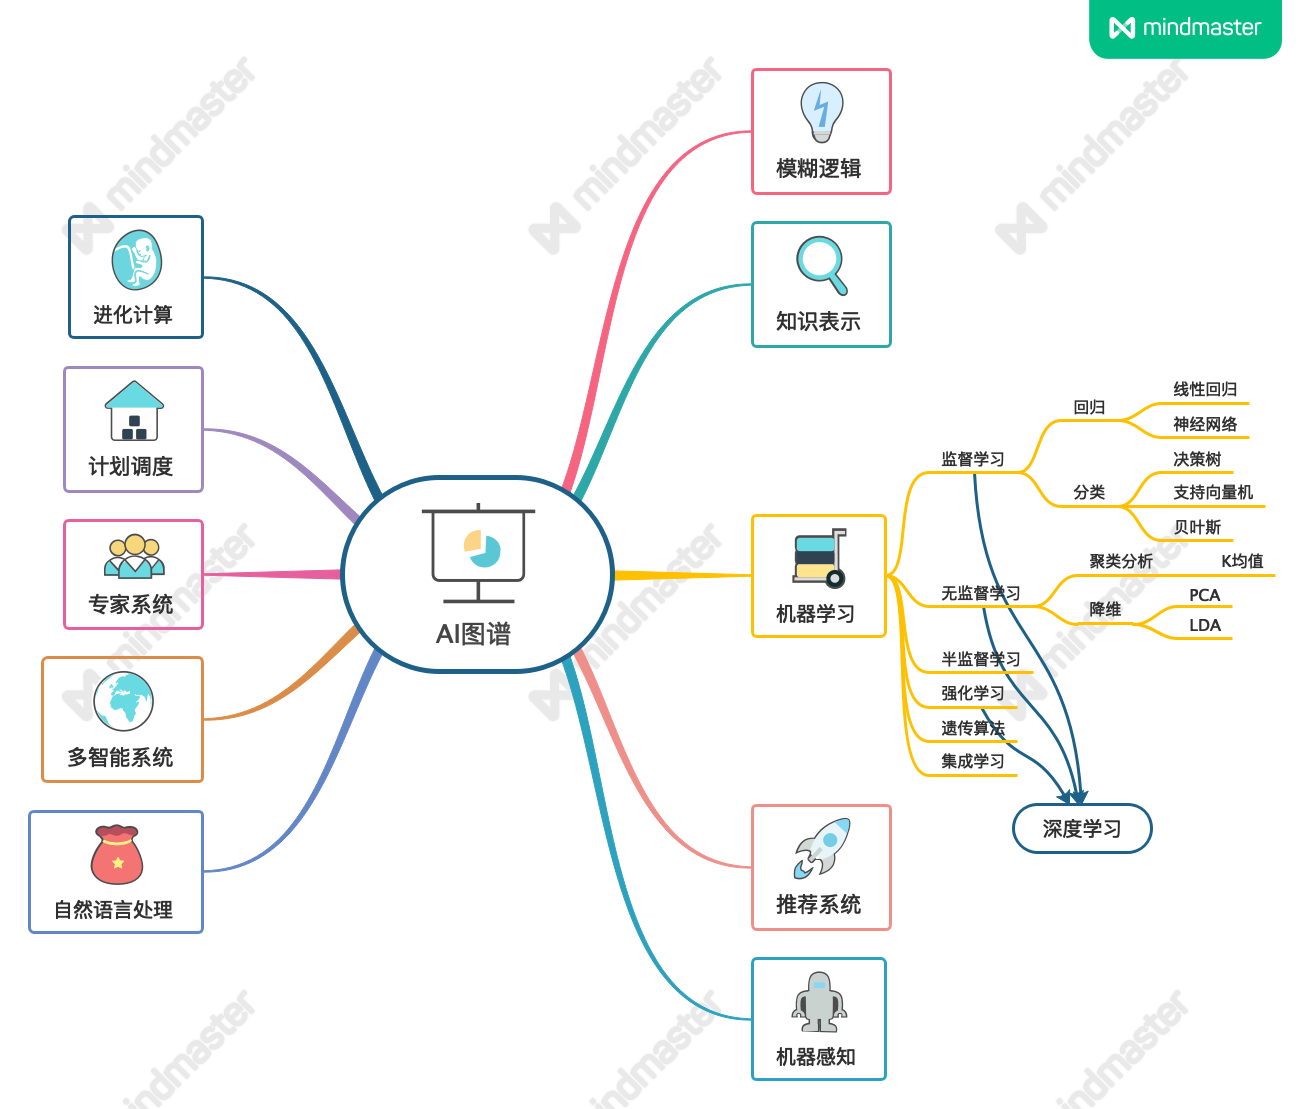 mindmaster
模糊逻辑
知识表示
机器学习
监督学习
回归
线性回归
神经网络
分类
决策树
支持向量机
贝叶斯
无监督学习
聚类分析
K均值
降维
PCA
LDA
半监督学习
强化学习
遗传算法
集成学习
深度学习
推荐系统
机器感知
AI图谱
进化计算
计划调度
专家系统
多智能系统
自然语言处理
mindmaster
mindmaster
mindmaster
mindmaster
mindmaster
mindmaster
mindmaster
mindmaster
mindmaster